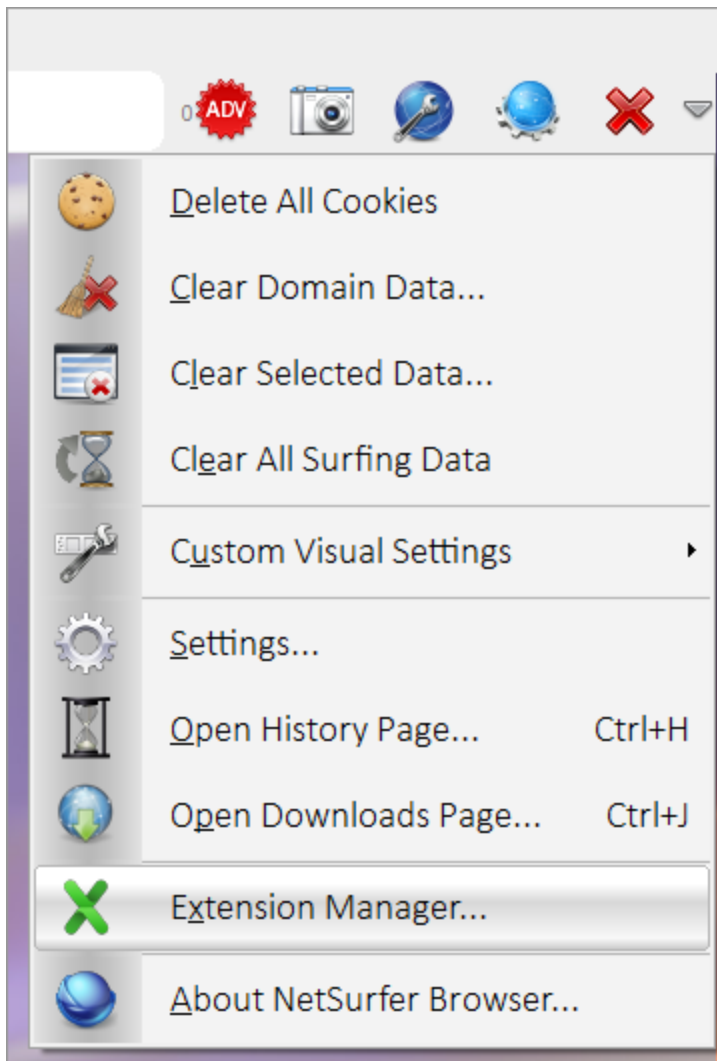 0 ADV
Delete All Cookies
Clear Domain Data...
Clear Selected Data...
Clear All Surfing Data
Custom Visual Settings
Settings...
Open History Page... Ctrl+H
Open Downloads Page... Ctrl+J
Extension Manager...
About NetSurfer Browser...